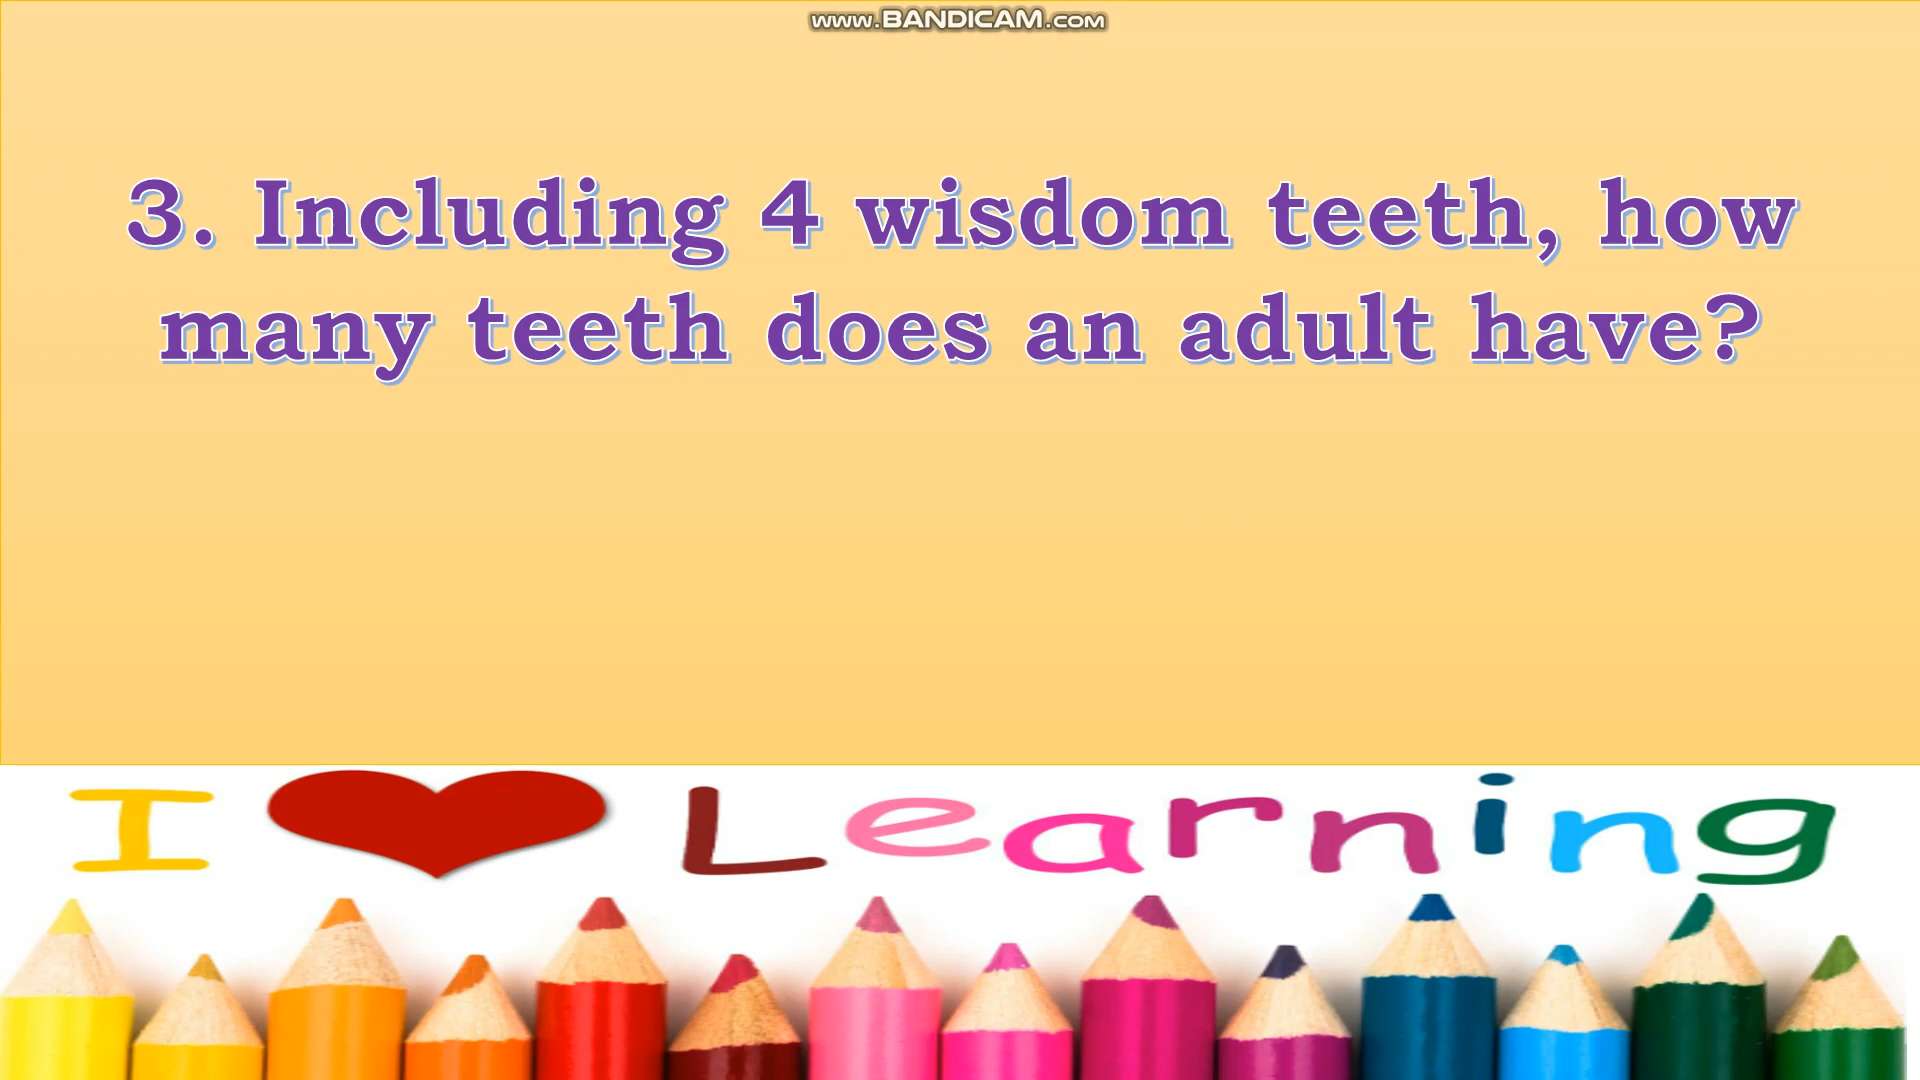 www.BANDICAM.com
3. Including 4 wisdom teeth, how
many teeth does an adult have?
I Learning